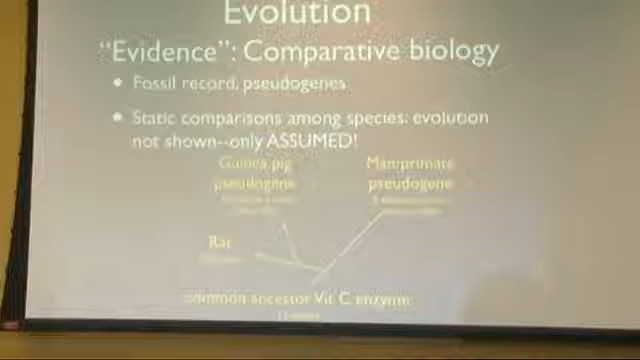 Evolution
"Evidence": Comparative biology
• Fossil record, pseudogenes
• Static comparisons among species: evolution
not shown--only ASSUMED!
Guinea pig
pseudogene
Man/primate
pseudogene
Rat
common ancestor Vit C enzyme